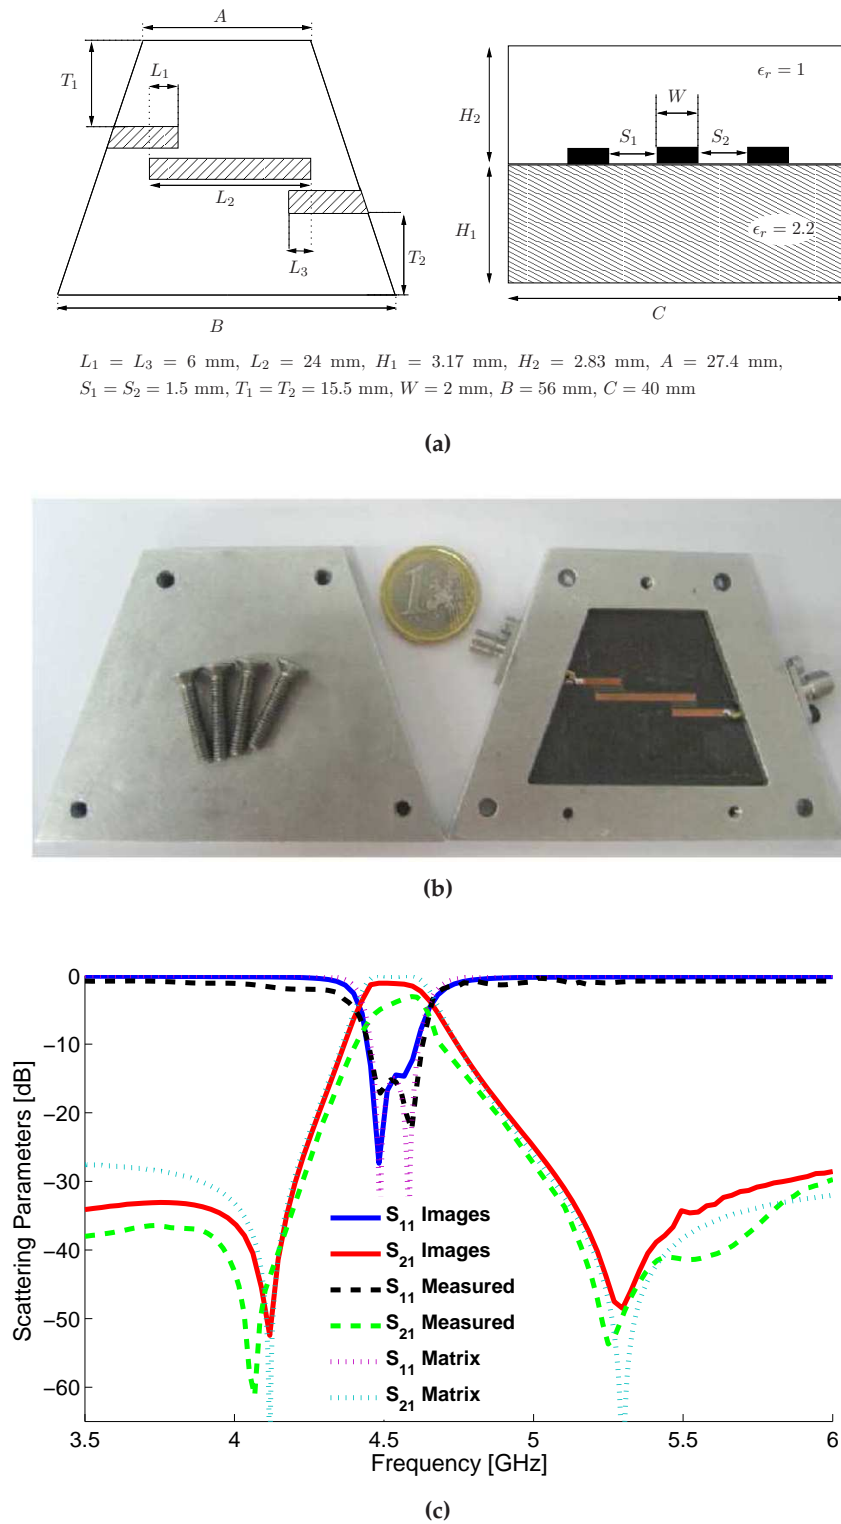 A
L₁
T₁
L₂
L₃
T₂
B
ϵᵣ = 1
H₂
W
S₁
S₂
H₁
ϵᵣ = 2.2
C
L₁ = L₃ = 6 mm, L₂ = 24 mm, H₁ = 3.17 mm, H₂ = 2.83 mm, A = 27.4 mm,
S₁ = S₂ = 1.5 mm, T₁ = T₂ = 15.5 mm, W = 2 mm, B = 56 mm, C = 40 mm
(a)
1
(b)
Scattering Parameters [dB]
0
−10
−20
−30
−40
−50
−60
S₁₁ Images
S₂₁ Images
S₁₁ Measured
S₂₁ Measured
S₁₁ Matrix
S₂₁ Matrix
3.5 4 4.5 5 5.5 6
Frequency [GHz]
(c)